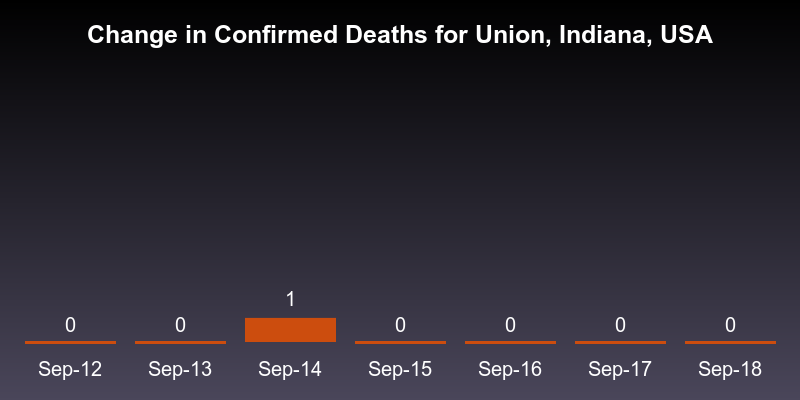 Change in Confirmed Deaths for Union, Indiana, USA
1
0 0 0 0 0 0
Sep-12 Sep-13 Sep-14 Sep-15 Sep-16 Sep-17 Sep-18